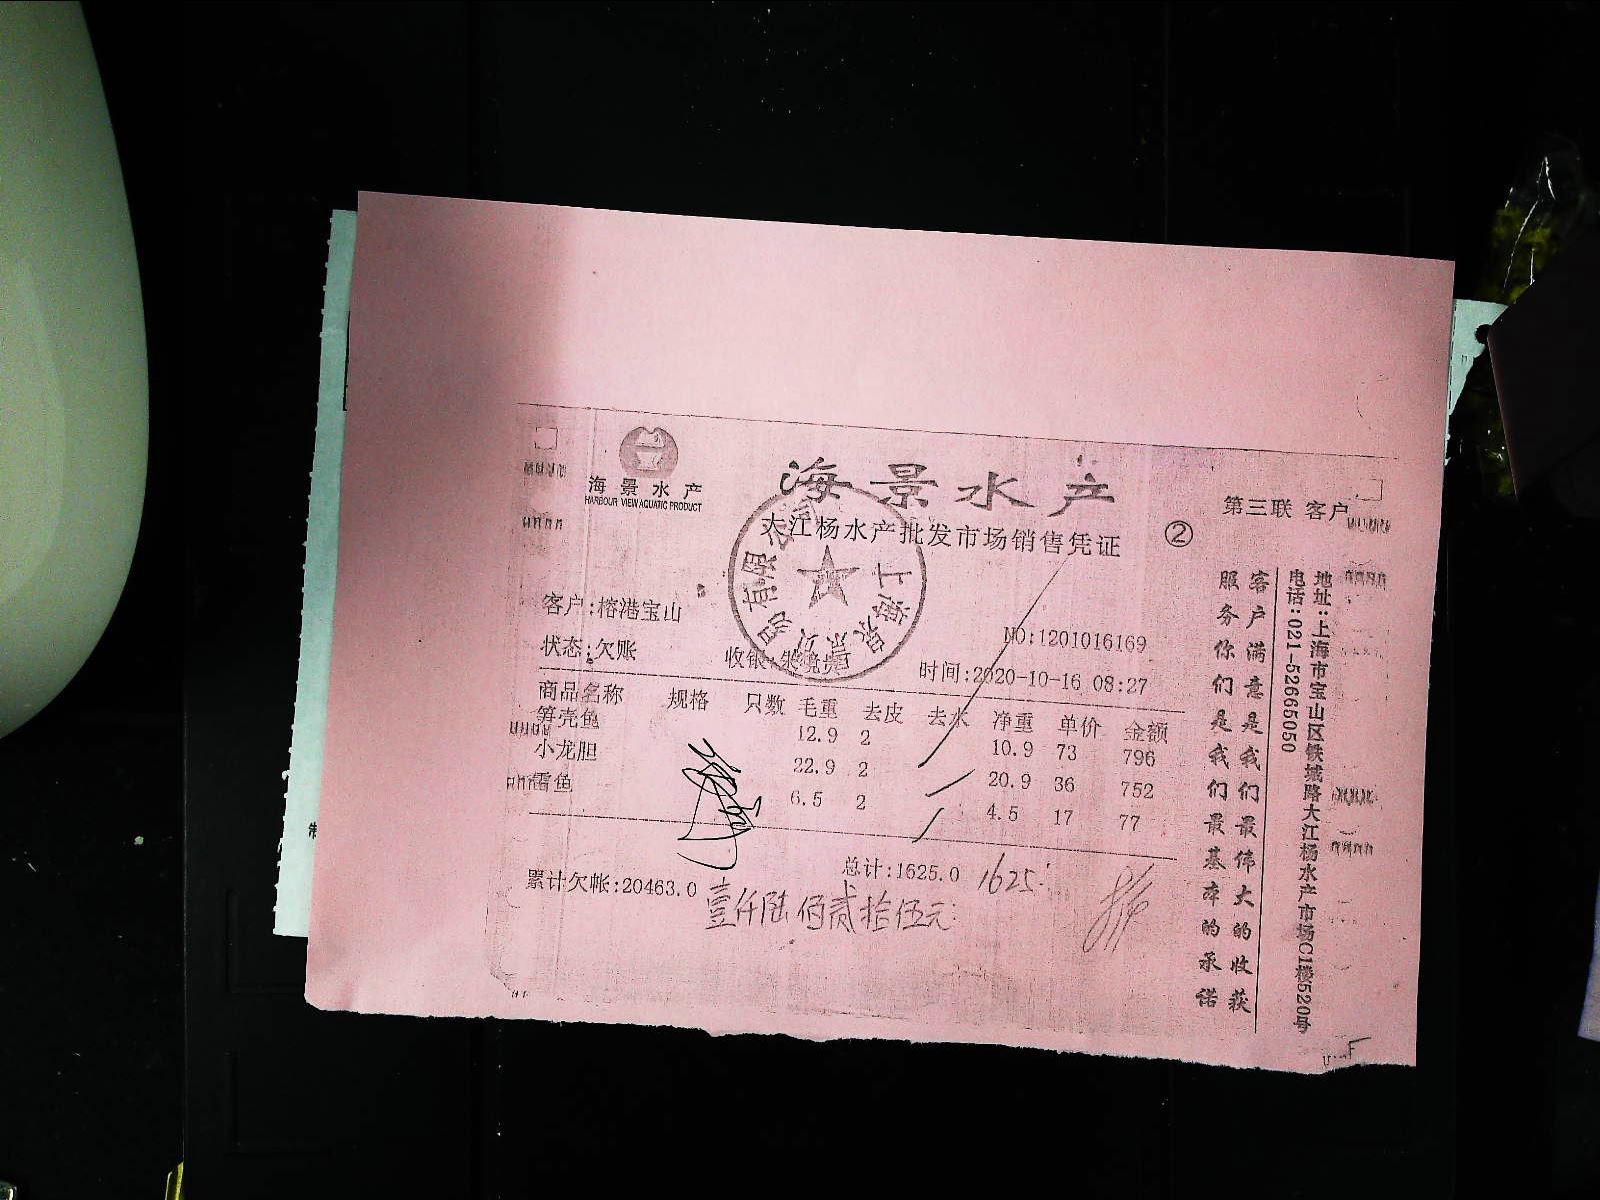 海景水产
HARBOUR VIEW AQUATIC PRODUCT
海景水产
大江杨水产批发市场销售凭证
②
第三联 客户
客户:榕港宝山
NO:1201016169
状态:欠账
收银:
时间:2020-10-16 08:27
商品名称 规格 只数 毛重 去皮 去水 净重 单价 金额
笋壳鱼 12.9 2 10.9 73 796
小龙胆 22.9 2 20.9 36 752
雷鱼 6.5 2 4.5 17 77
总计:1625.0 1625.
累计欠帐:20463.0 壹仟陆佰贰拾伍元
客户满意是我们最伟大的收获
服务你们是我们最基本的承诺
地址:上海市宝山区铁城路大江杨水产市场C1楼520号
电话:021-52665050